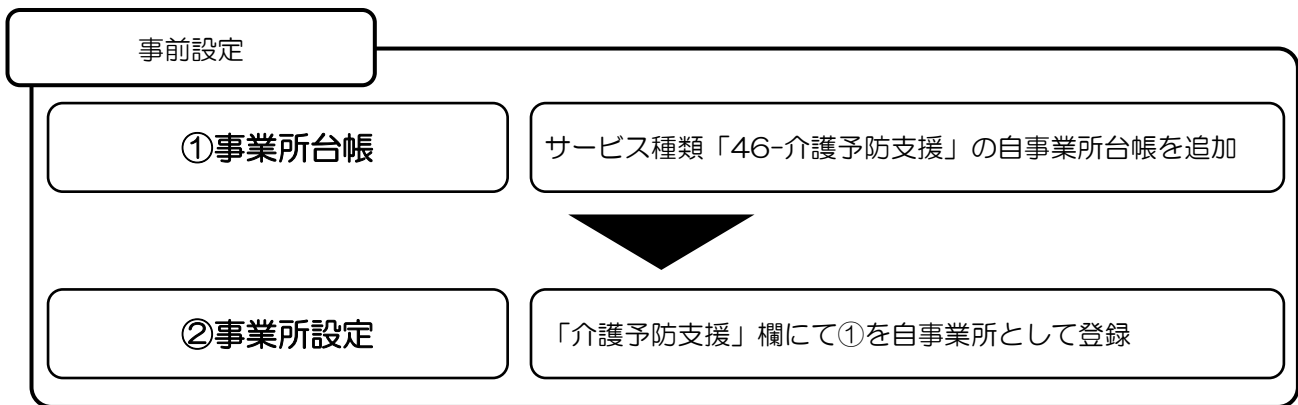 事前設定
①事業所台帳
サービス種類「46-介護予防支援」の自事業所台帳を追加
②事業所設定
「介護予防支援」欄にて①を自事業所として登録